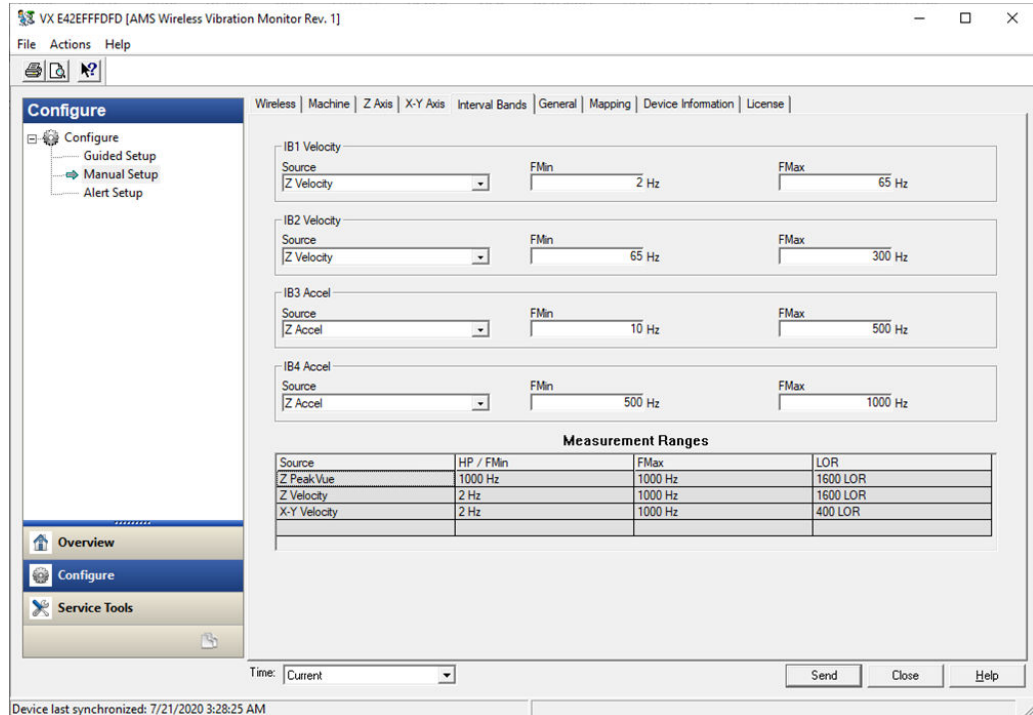 VX E42EFFFDFD [AMS Wireless Vibration Monitor Rev. 1]
File Actions Help
Configure
Configure
Guided Setup
Manual Setup
Alert Setup
Overview
Configure
Service Tools
Wireless Machine Z Axis X-Y Axis Interval Bands General Mapping Device Information License
IB1 Velocity
Source FMin FMax
Z Velocity 2 Hz 65 Hz
IB2 Velocity
Source FMin FMax
Z Velocity 65 Hz 300 Hz
IB3 Accel
Source FMin FMax
Z Accel 10 Hz 500 Hz
IB4 Accel
Source FMin FMax
Z Accel 500 Hz 1000 Hz
Measurement Ranges
Source HP / FMin FMax LOR
Z PeakVue 1000 Hz 1000 Hz 1600 LOR
Z Velocity 2 Hz 1000 Hz 1600 LOR
X-Y Velocity 2 Hz 1000 Hz 400 LOR
Time: Current Send Close Help
Device last synchronized: 7/21/2020 3:28:25 AM